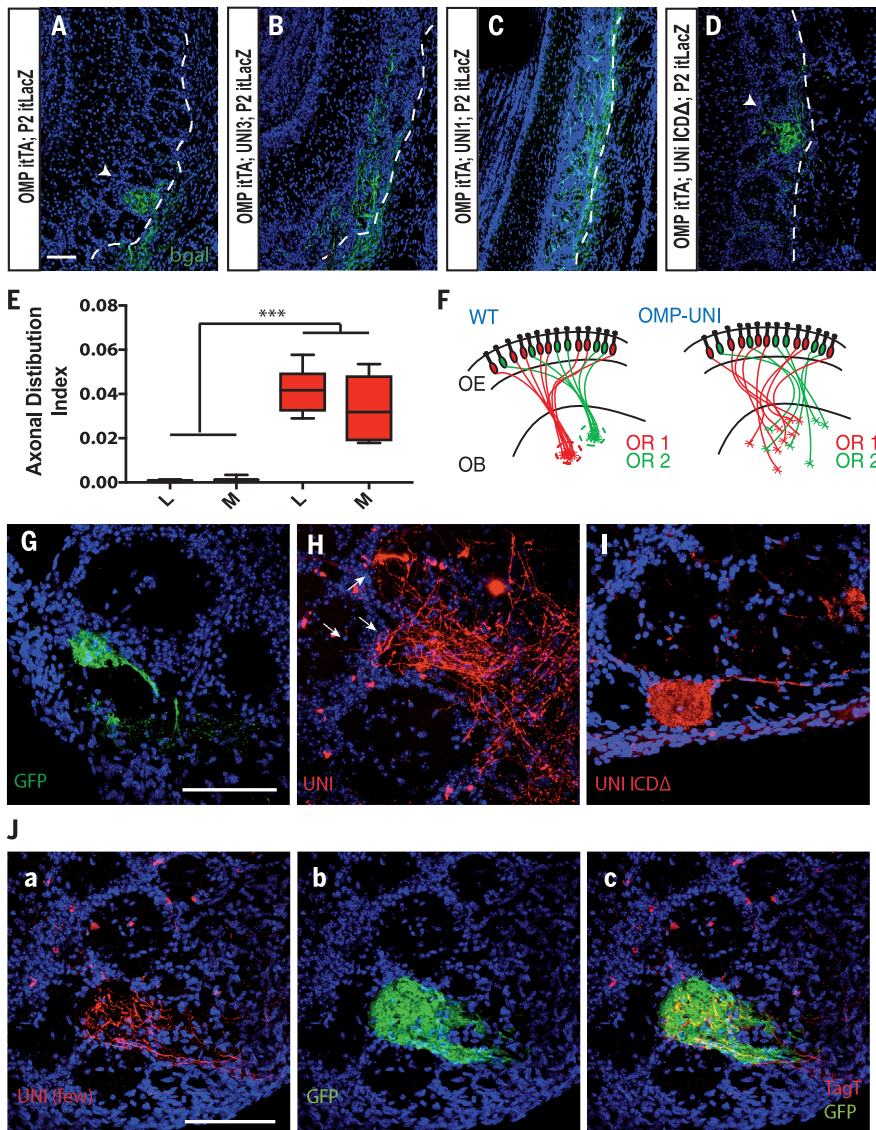 A
OMP itTA; P2 itLacZ
bgal
B
OMP itTA; UNI3; P2 itLacZ
C
OMP itTA; UNI1; P2 itLacZ
D
OMP itTA; UNi ICDΔ; P2 itLacZ
E
Axonal Distibution
Index
0.08
0.06
0.04
0.02
0.00
***
L
M
L
M
F
WT
OMP-UNI
OE
OB
OR 1
OR 2
OR 1
OR 2
G
GFP
H
UNI
I
UNI ICDΔ
J
a
UNI (few)
b
GFP
c
TagT
GFP